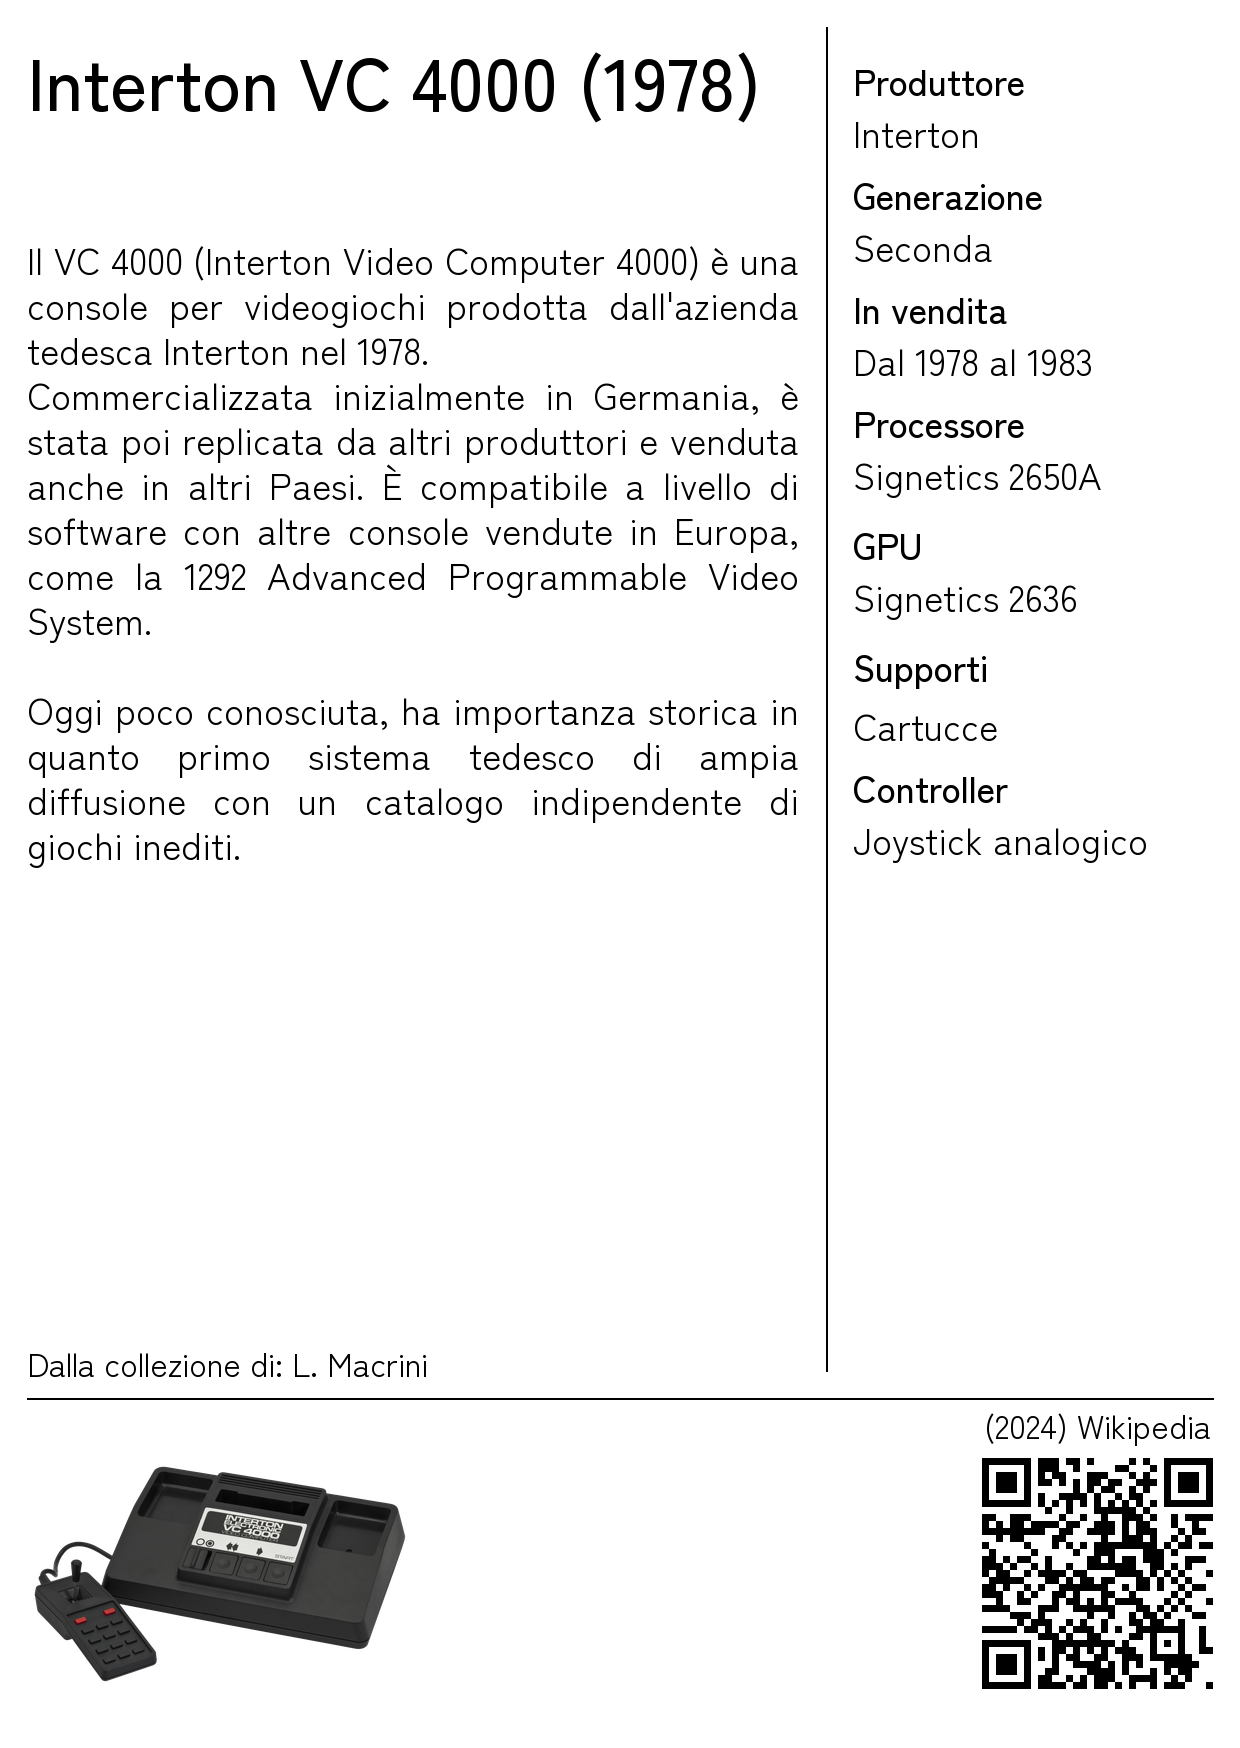 Interton VC 4000 (1978)
Il VC 4000 (Interton Video Computer 4000) è una
console per videogiochi prodotta dall'azienda
tedesca Interton nel 1978.
Commercializzata inizialmente in Germania, è
stata poi replicata da altri produttori e venduta
anche in altri Paesi. È compatibile a livello di
software con altre console vendute in Europa,
come la 1292 Advanced Programmable Video
System.
Oggi poco conosciuta, ha importanza storica in
quanto primo sistema tedesco di ampia
diffusione con un catalogo indipendente di
giochi inediti.
Dalla collezione di: L. Macrini
Produttore
Interton
Generazione
Seconda
In vendita
Dal 1978 al 1983
Processore
Signetics 2650A
GPU
Signetics 2636
Supporti
Cartucce
Controller
Joystick analogico
(2024) Wikipedia
INTERTON
ELECTRONIC
VC 4000
START